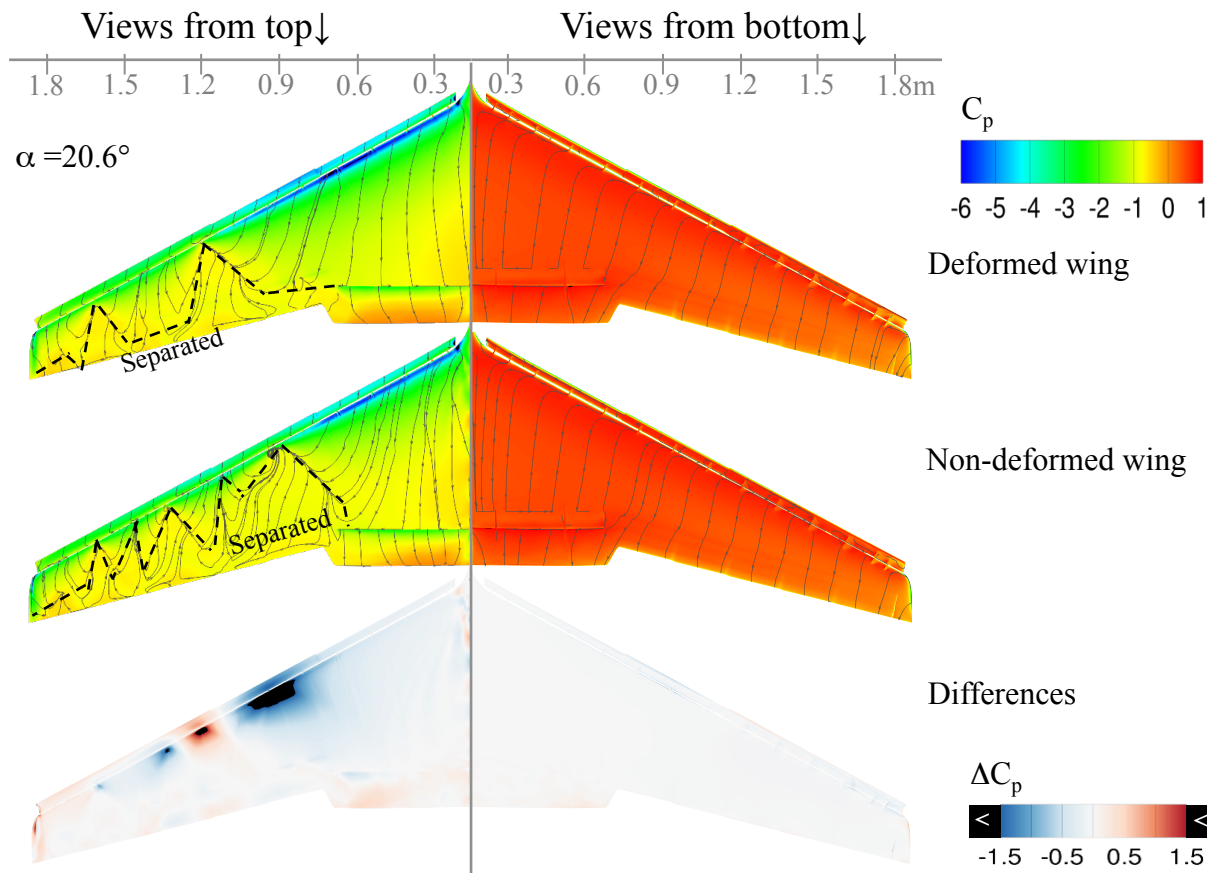 Views from top↓ Views from bottom↓
1.8 1.5 1.2 0.9 0.6 0.3 0.3 0.6 0.9 1.2 1.5 1.8m
α =20.6°
Cp
-6 -5 -4 -3 -2 -1 0 1
Deformed wing
Separated
Non-deformed wing
Separated
Differences
ΔCp
< <
-1.5 -0.5 0.5 1.5